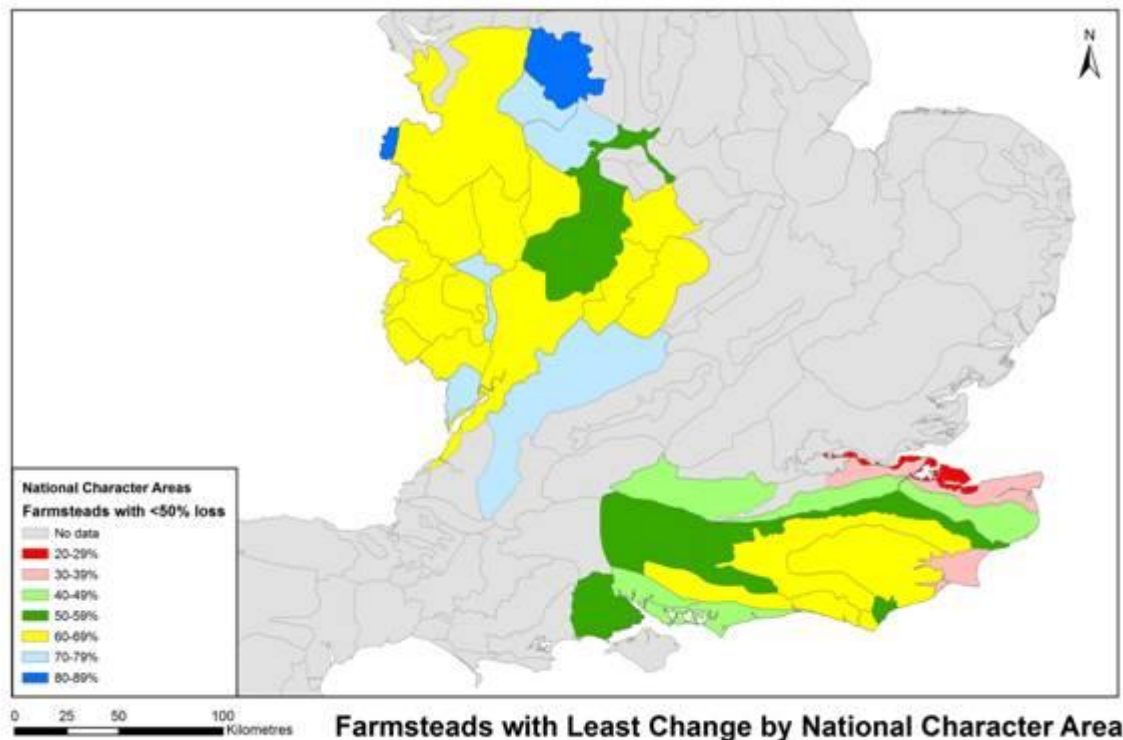 N
National Character Areas
Farmsteads with <50% loss
No data
20-29%
30-39%
40-49%
50-59%
60-69%
70-79%
80-89%
0 25 50 100
Kilometres
Farmsteads with Least Change by National Character Area